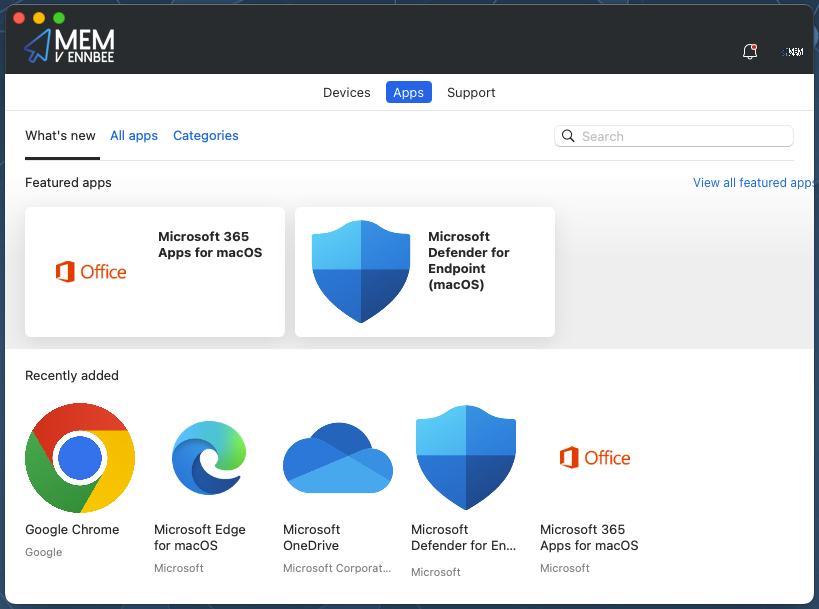 MEM
V ENNBEE
MEM
Devices Apps Support
What's new All apps Categories
Search
Featured apps
View all featured apps
Office
Microsoft 365
Apps for macOS
Microsoft
Defender for
Endpoint
(macOS)
Recently added
Office
Google Chrome
Google
Microsoft Edge
for macOS
Microsoft
Microsoft
OneDrive
Microsoft Corporat...
Microsoft
Defender for En...
Microsoft
Microsoft 365
Apps for macOS
Microsoft